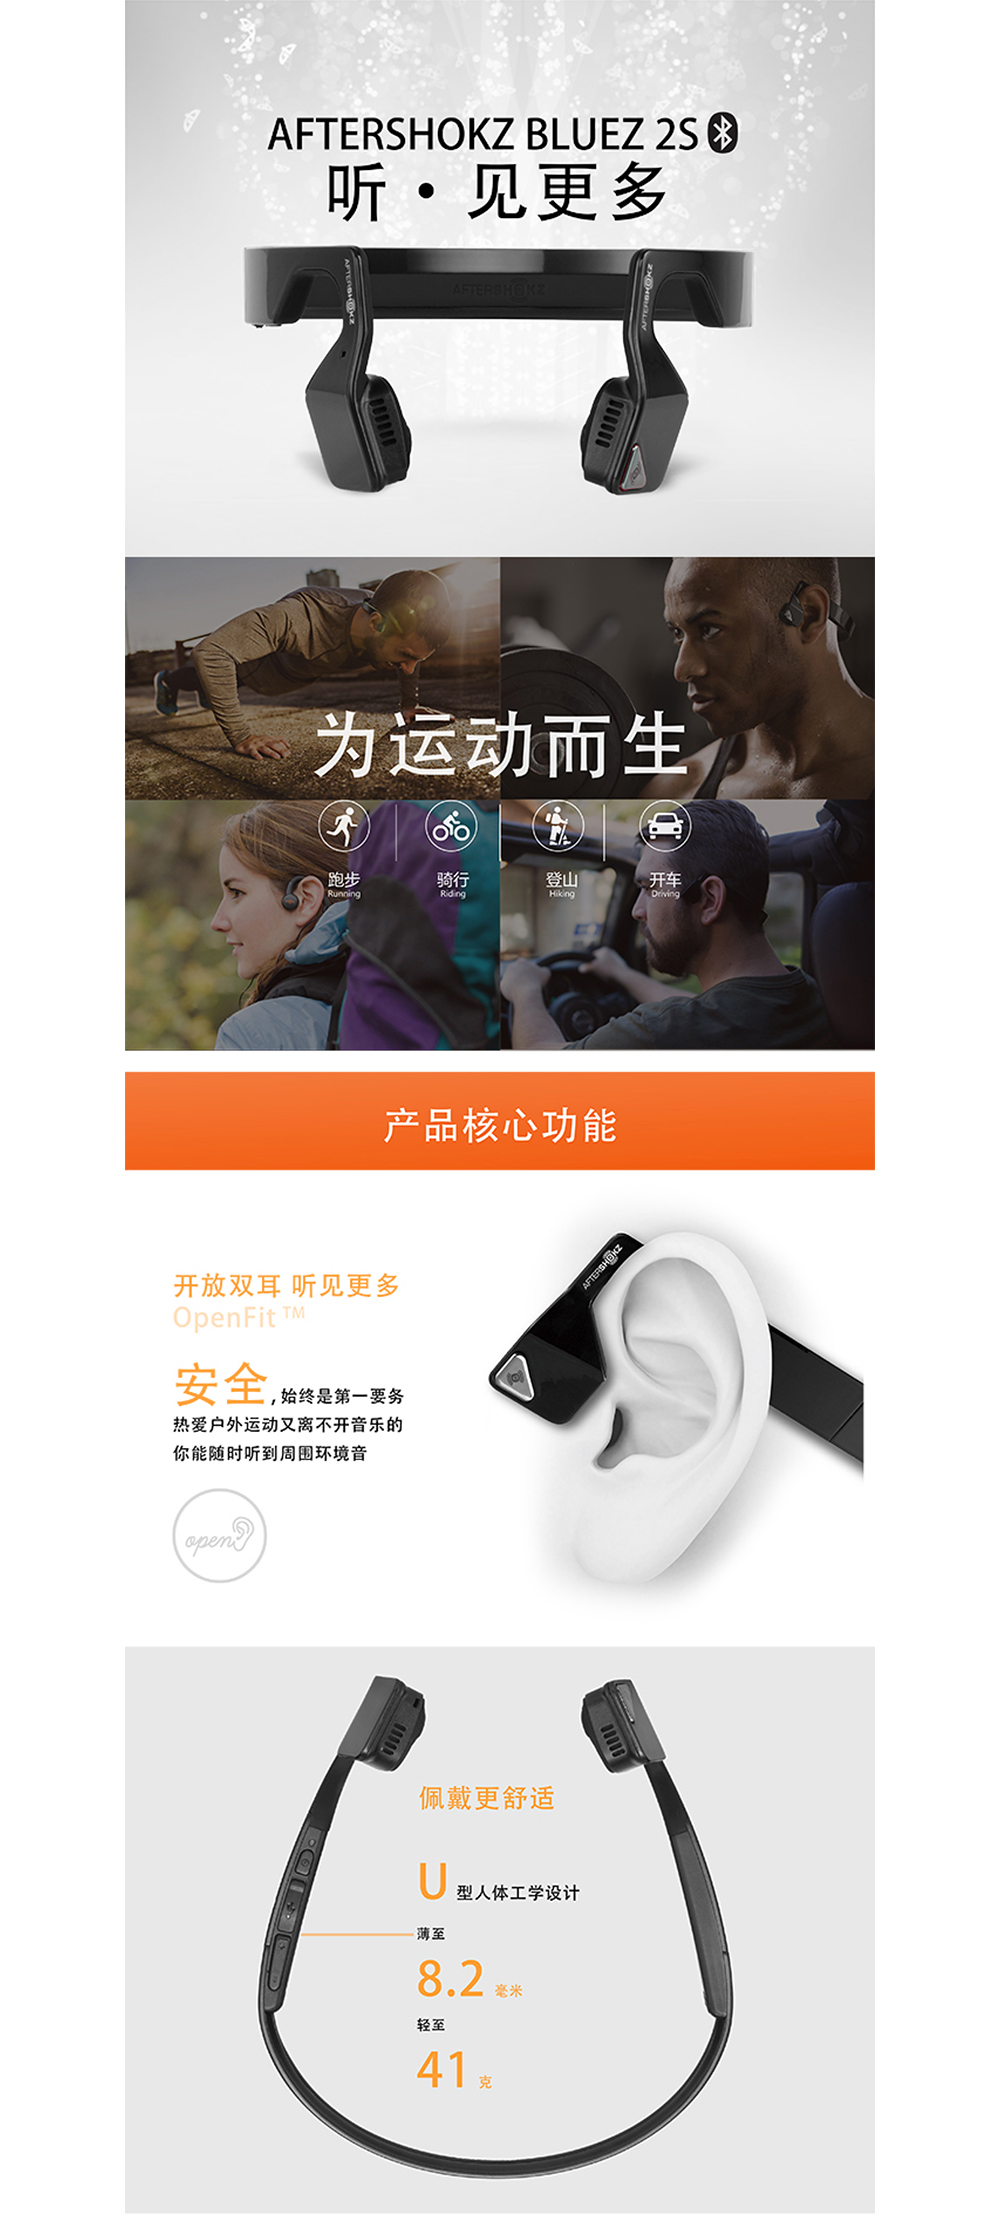 AFTERSHOKZ BLUEZ 2S
听·见更多
AFTERSHOKZ
AFTERSHOKZ
AFTERSHOKZ
为运动而生
跑步 骑行 登山 开车
Running Riding Hiking Driving
产品核心功能
AFTERSHOKZ
开放双耳 听见更多
OpenFit™
安全,始终是第一要务
热爱户外运动又离不开音乐的
你能随时听到周围环境音
open
佩戴更舒适
U 型人体工学设计
薄至
8.2 毫米
轻至
41 克